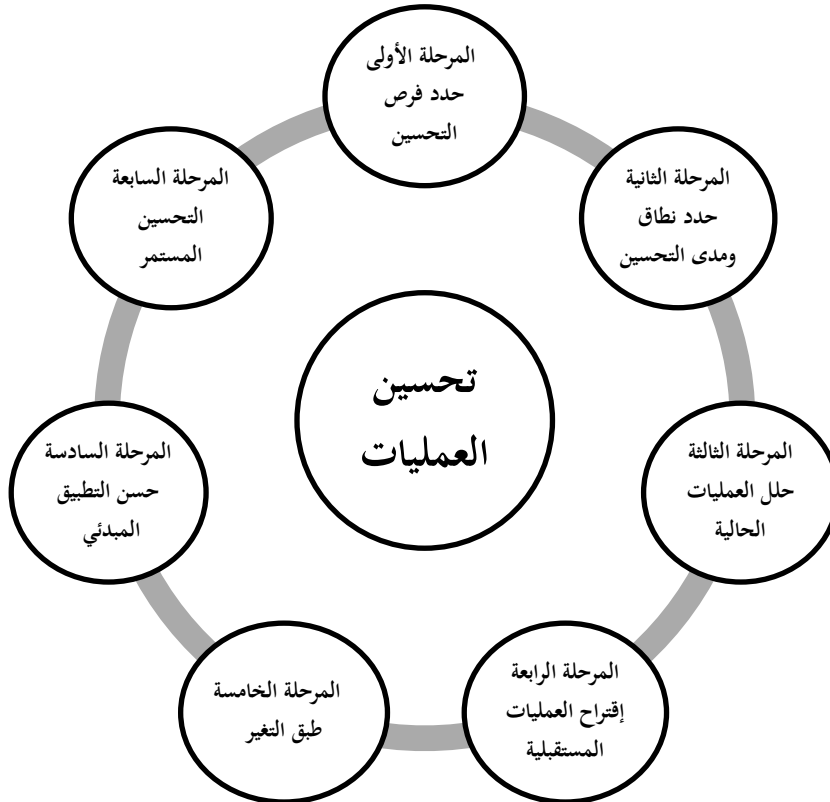 المرحلة الأولى
حدد فرص
التحسين
المرحلة الثانية
حدد نطاق
ومدى التحسين
المرحلة الثالثة
حلل العمليات
الحالية
المرحلة الرابعة
إقتراح العمليات
المستقبلية
المرحلة الخامسة
طبق التغير
المرحلة السادسة
حسن التطبيق
المبدئي
المرحلة السابعة
التحسين
المستمر
تحسين
العمليات